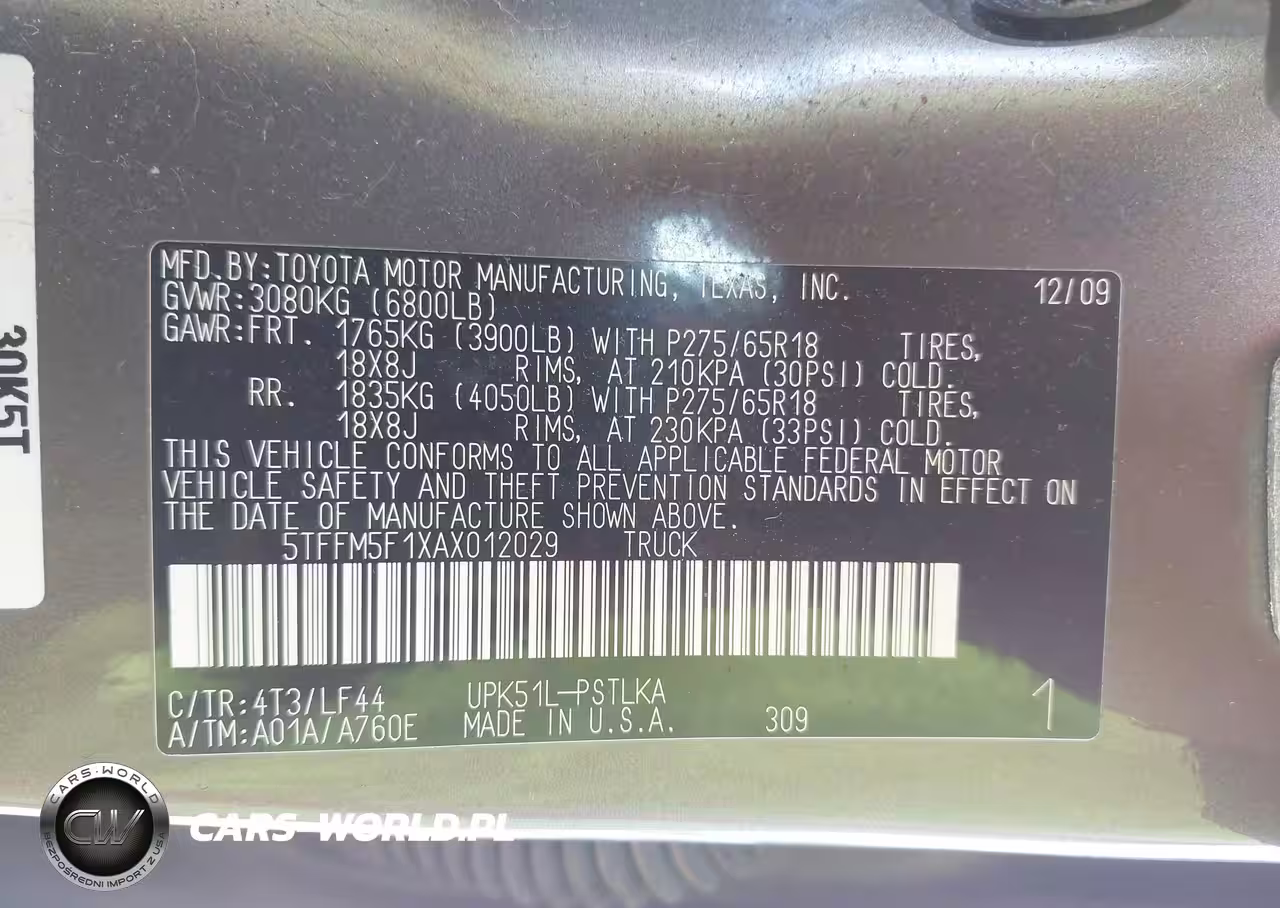 30K5T
MFD.BY:TOYOTA MOTOR MANUFACTURING, TEXAS, INC. 12/09
GVWR:3080KG (6800LB)
GAWR:FRT. 1765KG (3900LB) WITH P275/65R18 TIRES,
18X8J RIMS, AT 210KPA (30PSI) COLD.
RR. 1835KG (4050LB) WITH P275/65R18 TIRES,
18X8J RIMS, AT 230KPA (33PSI) COLD.
THIS VEHICLE CONFORMS TO ALL APPLICABLE FEDERAL MOTOR
VEHICLE SAFETY AND THEFT PREVENTION STANDARDS IN EFFECT ON
THE DATE OF MANUFACTURE SHOWN ABOVE.
5TFFM5F1XAX012029 TRUCK
C/TR:4T3/LF44 UPK51L-PSTLKA 1
A/TM:A01A/A760E MADE IN U.S.A. 309
CARS-WORLD
CW
BEZPOŚREDNI IMPORT Z USA
CARS-WORLD.PL